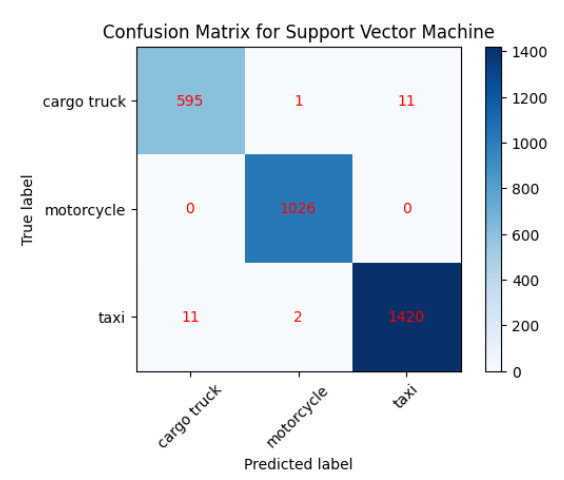 Confusion Matrix for Support Vector Machine
True label
cargo truck
motorcycle
taxi
595 1 11
0 1026 0
11 2 1420
cargo truck
motorcycle
taxi
Predicted label
1400
1200
1000
800
600
400
200
0